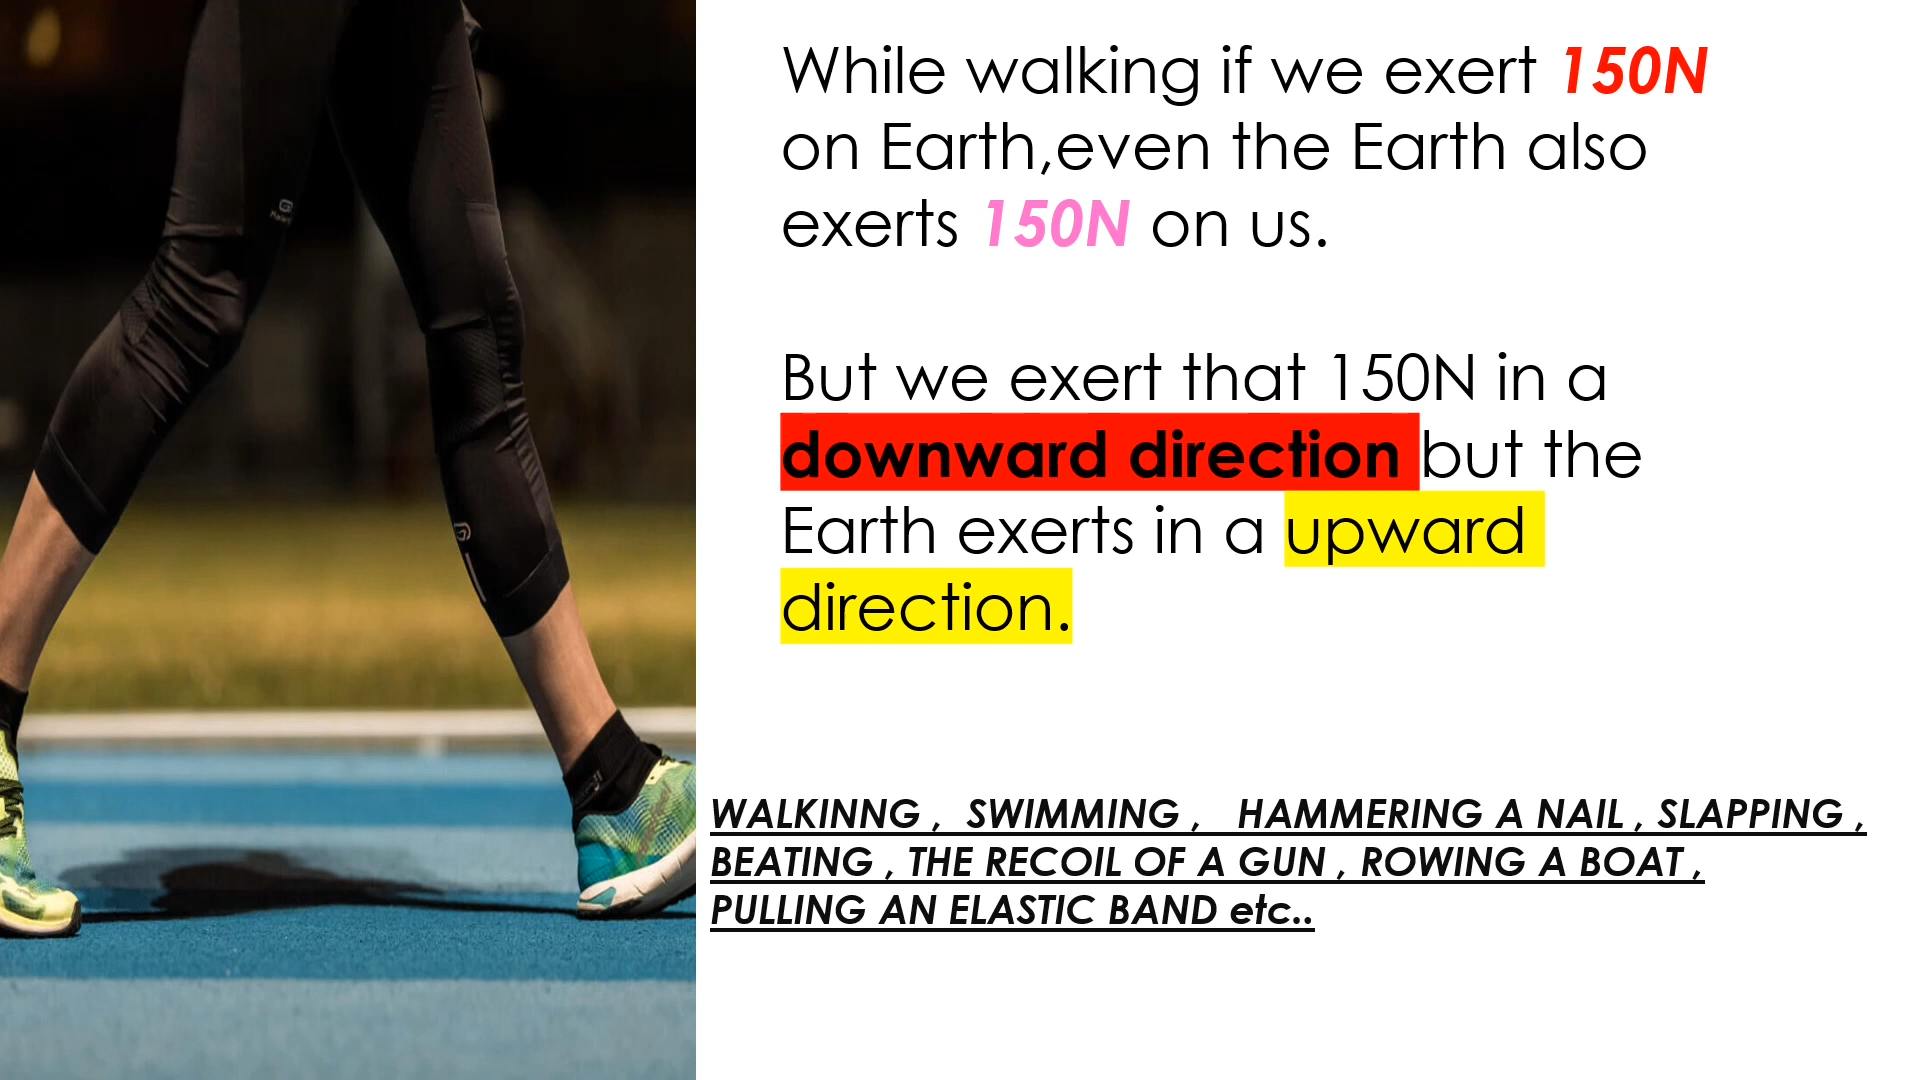 While walking if we exert 150N
on Earth,even the Earth also
exerts 150N on us.
But we exert that 150N in a
downward direction but the
Earth exerts in a upward
direction.
WALKINNG ,  SWIMMING ,   HAMMERING A NAIL , SLAPPING ,
BEATING , THE RECOIL OF A GUN , ROWING A BOAT ,
PULLING AN ELASTIC BAND etc..